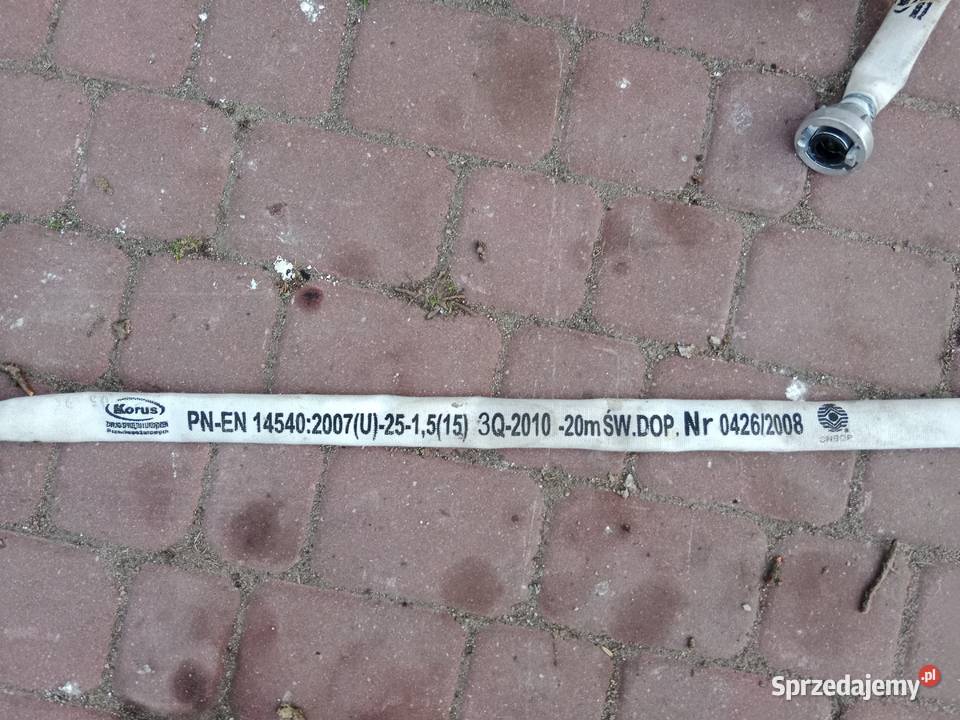 Korus
PN-EN 14540:2007(U)-25-1,5(15) 3Q-2010 -20m ŚW.DOP. Nr 0426/2008
CNBOP
Sprzedajemy.pl